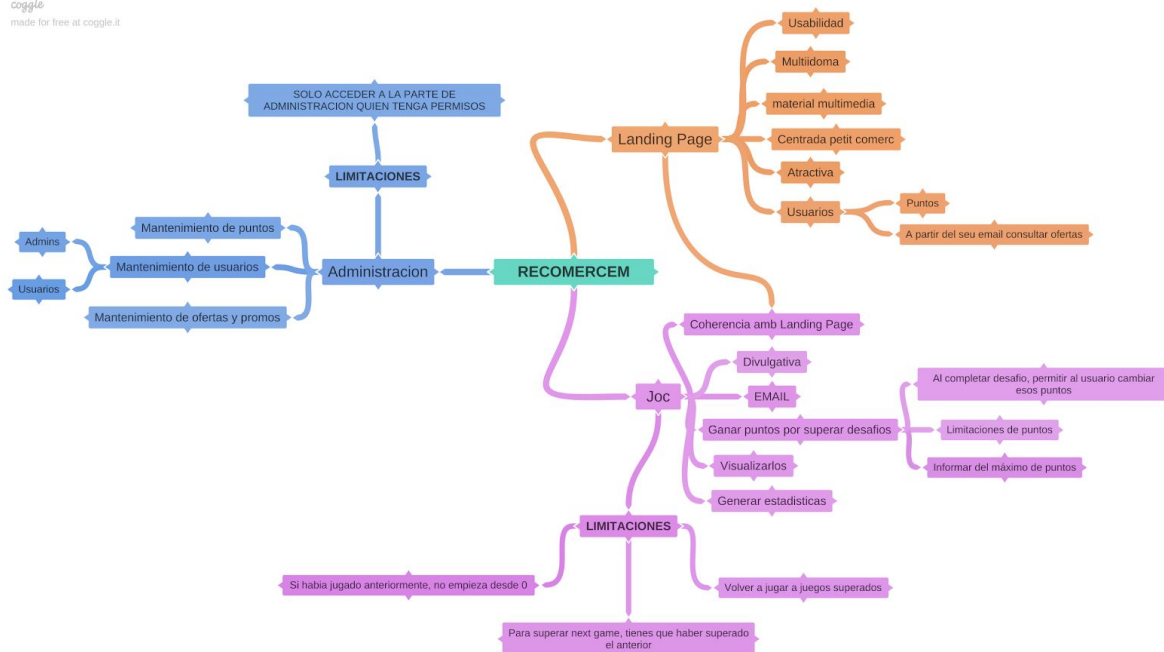 coggle
made for free at coggle.it
Usabilidad
Multiidoma
material multimedia
Landing Page
Centrada petit comerc
Atractiva
Usuarios
Puntos
A partir del seu email consultar ofertas
SOLO ACCEDER A LA PARTE DE
ADMINISTRACION QUIEN TENGA PERMISOS
LIMITACIONES
Mantenimiento de puntos
Admins
Mantenimiento de usuarios
Usuarios
Mantenimiento de ofertas y promos
Administracion
RECOMERCEM
Coherencia amb Landing Page
Divulgativa
Joc
EMAIL
Ganar puntos por superar desafios
Al completar desafio, permitir al usuario cambiar
esos puntos
Limitaciones de puntos
Informar del máximo de puntos
Visualizarlos
Generar estadisticas
LIMITACIONES
Si habia jugado anteriormente, no empieza desde 0
Volver a jugar a juegos superados
Para superar next game, tienes que haber superado
el anterior